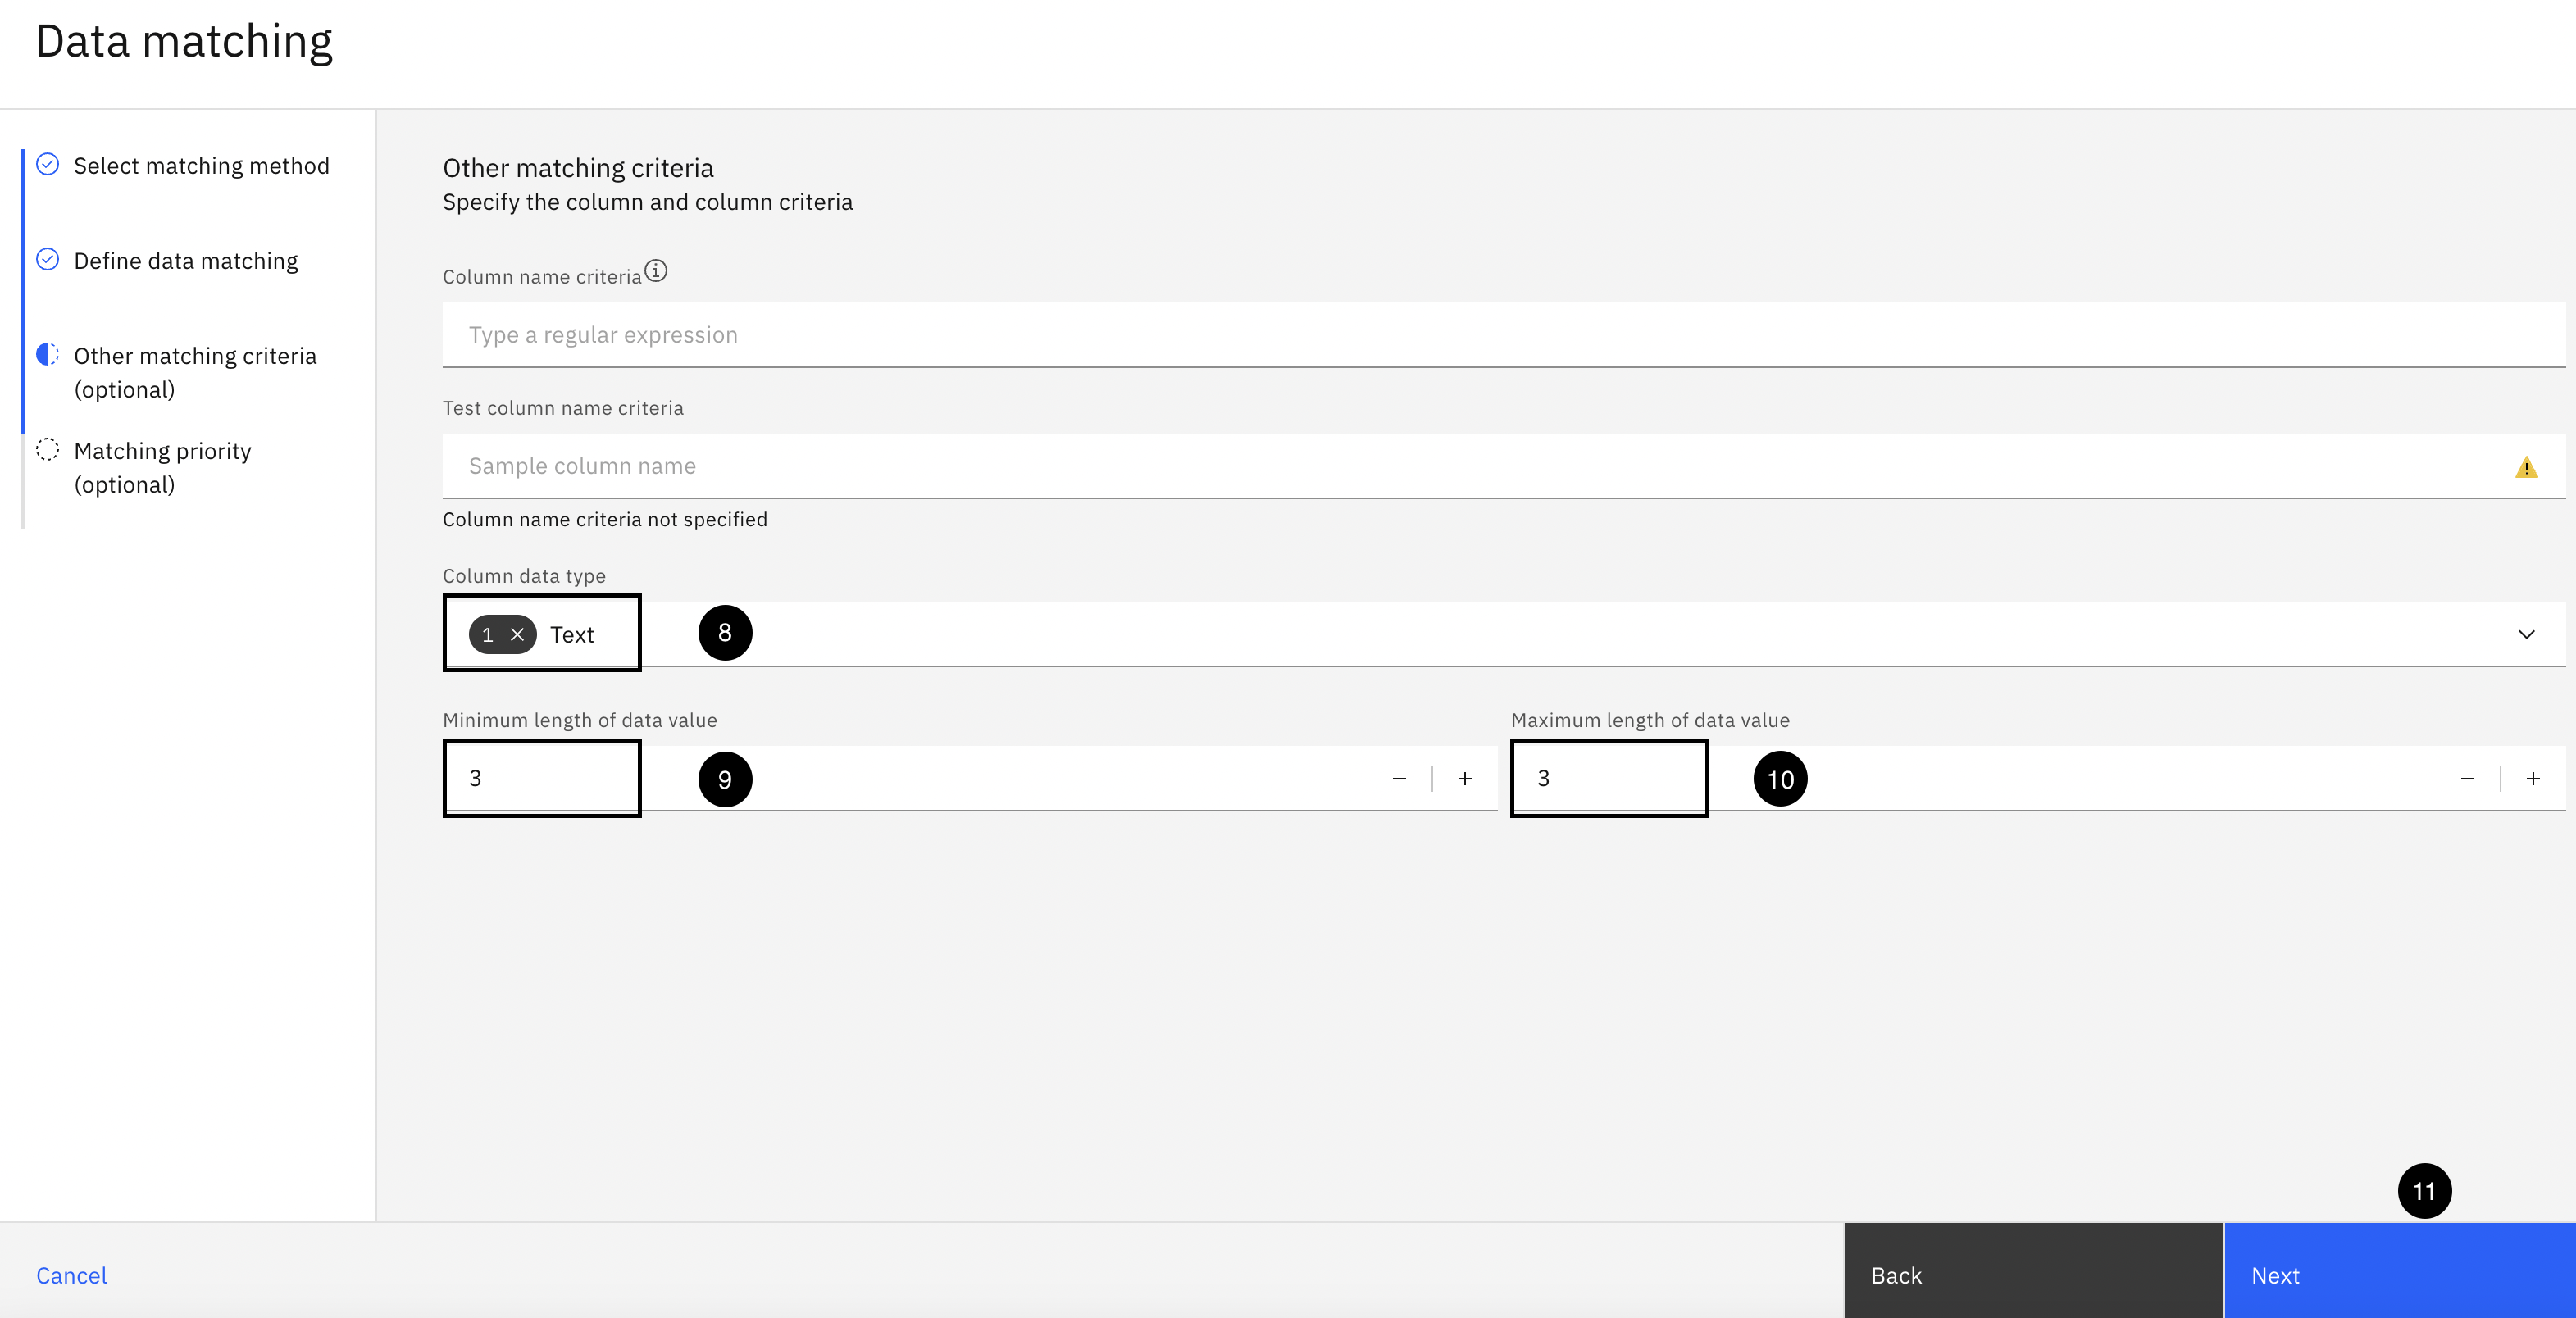 Data matching
Select matching method
Define data matching
Other matching criteria
(optional)
Matching priority
(optional)
Other matching criteria
Specify the column and column criteria
Column name criteria
Type a regular expression
Test column name criteria
Sample column name
Column name criteria not specified
Column data type
1 Text 8
Minimum length of data value
3 9
Maximum length of data value
3 10
11
Cancel
Back
Next